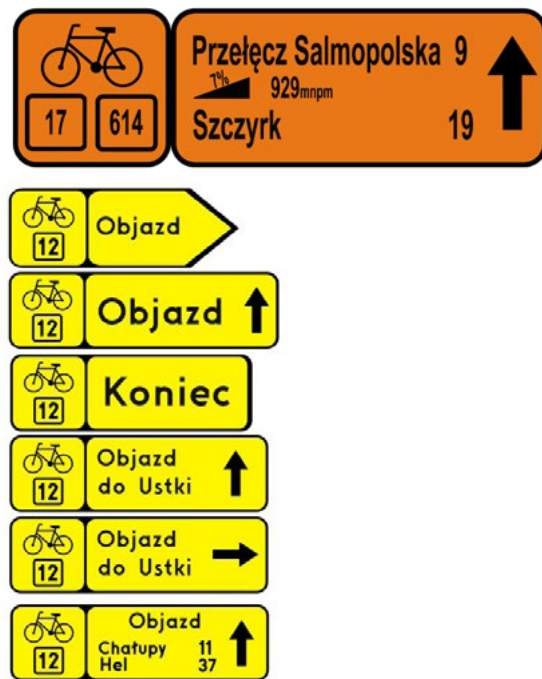 17 614
Przełęcz Salmopolska 9
7% 929mnpm
Szczyrk 19
12
Objazd
12
Objazd
12
Koniec
12
Objazd
do Ustki
12
Objazd
do Ustki
12
Objazd
Chałupy 11
Hel 37